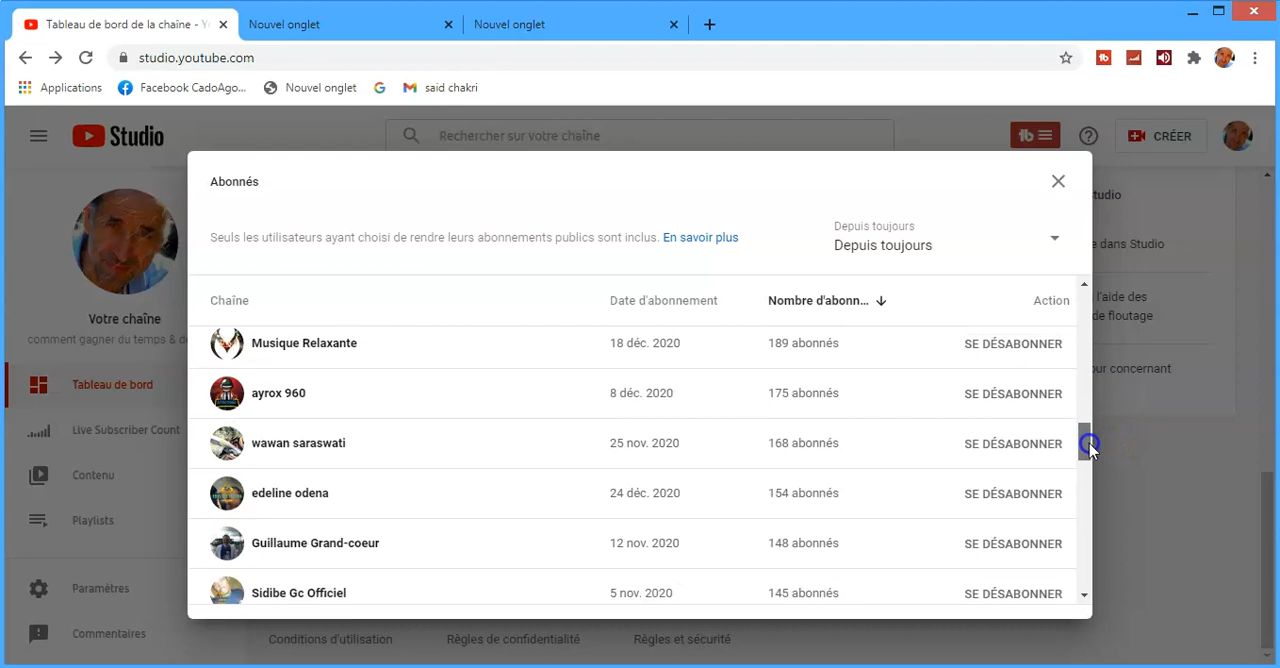 Tableau de bord de la chaîne - Y
Nouvel onglet
Nouvel onglet
studio.youtube.com
Applications
Facebook CadoAgo...
Nouvel onglet
said chakri
Studio
Rechercher sur votre chaîne
CRÉER
Abonnés
Seuls les utilisateurs ayant choisi de rendre leurs abonnements publics sont inclus. En savoir plus
Depuis toujours
Depuis toujours
Chaîne
Date d'abonnement
Nombre d'abonn...
Action
Musique Relaxante
18 déc. 2020
189 abonnés
SE DÉSABONNER
ayrox 960
8 déc. 2020
175 abonnés
SE DÉSABONNER
wawan saraswati
25 nov. 2020
168 abonnés
SE DÉSABONNER
edeline odena
24 déc. 2020
154 abonnés
SE DÉSABONNER
Guillaume Grand-coeur
12 nov. 2020
148 abonnés
SE DÉSABONNER
Sidibe Gc Officiel
5 nov. 2020
145 abonnés
SE DÉSABONNER
Votre chaîne
comment gagner du temps & d
Tableau de bord
Live Subscriber Count
Contenu
Playlists
Paramètres
Commentaires
tudio
e dans Studio
l'aide des
de floutage
our concernant
Conditions d'utilisation
Règles de confidentialité
Règles et sécurité